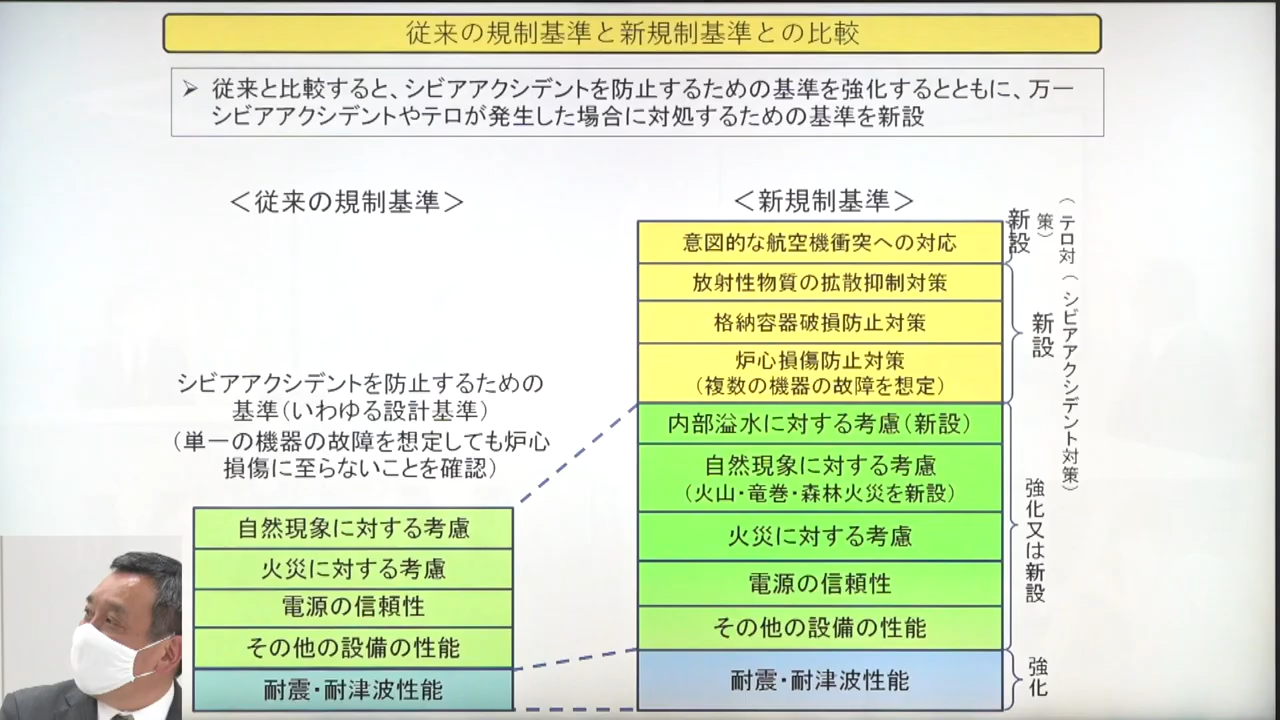 従来の規制基準と新規制基準との比較
➢ 従来と比較すると、シビアアクシデントを防止するための基準を強化するとともに、万一
シビアアクシデントやテロが発生した場合に対処するための基準を新設
＜従来の規制基準＞
シビアアクシデントを防止するための
基準（いわゆる設計基準）
（単一の機器の故障を想定しても炉心
損傷に至らないことを確認）
自然現象に対する考慮
火災に対する考慮
電源の信頼性
その他の設備の性能
耐震・耐津波性能
＜新規制基準＞
意図的な航空機衝突への対応
放射性物質の拡散抑制対策
格納容器破損防止対策
炉心損傷防止対策
（複数の機器の故障を想定）
内部溢水に対する考慮（新設）
自然現象に対する考慮
（火山・竜巻・森林火災を新設）
火災に対する考慮
電源の信頼性
その他の設備の性能
耐震・耐津波性能
新設
（テロ対
策）
新設
（シビアアクシデント対策）
強化又は新設
強化